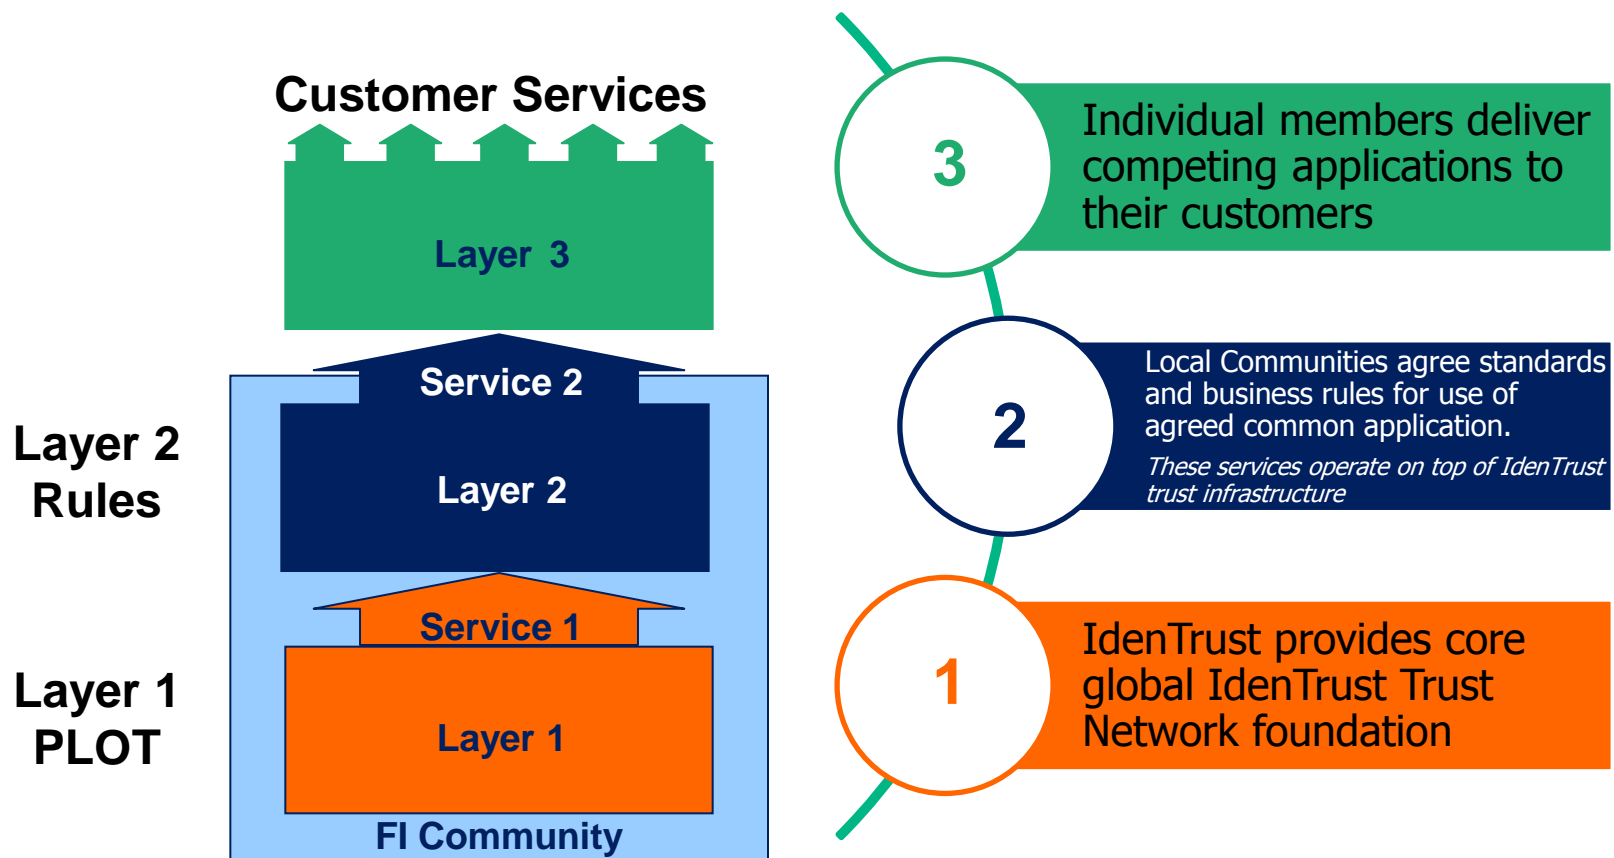 Customer Services
Layer 3
Service 2
Layer 2
Rules
Layer 2
Service 1
Layer 1
PLOT
Layer 1
FI Community
3
Individual members deliver
competing applications to
their customers
2
Local Communities agree standards
and business rules for use of
agreed common application.
These services operate on top of IdenTrust
trust infrastructure
1
IdenTrust provides core
global IdenTrust Trust
Network foundation